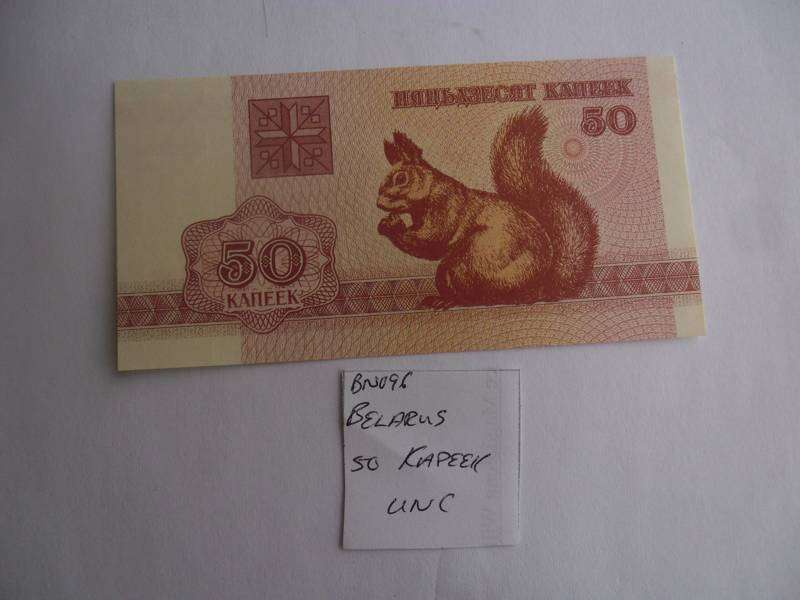 ПЯЦЬДЗЕСЯТ КАПЕЕК
50
50
КАПЕЕК
BN096
BELARUS
50 KAPEEK
UNC